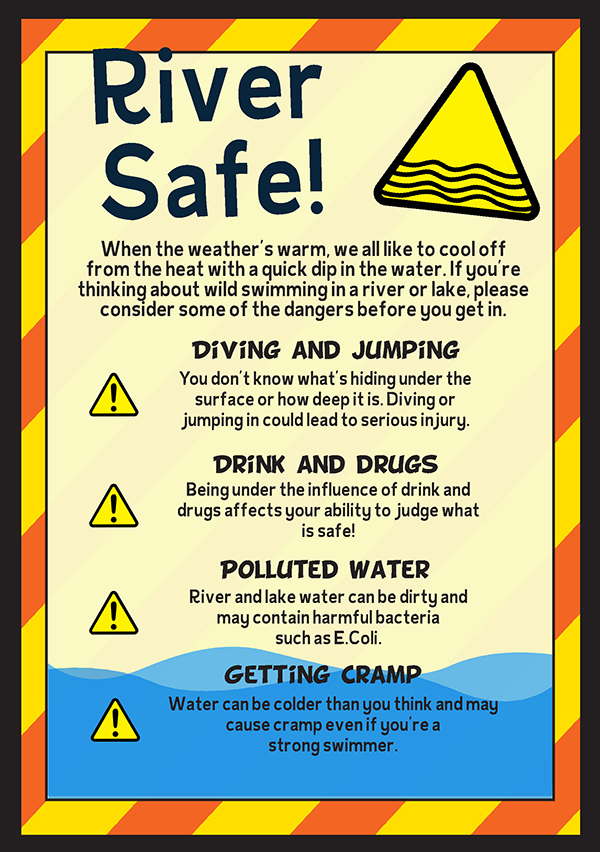 River
Safe!
When the weather's warm, we all like to cool off
from the heat with a quick dip in the water. If you're
thinking about wild swimming in a river or lake, please
consider some of the dangers before you get in.
DIVING AND JUMPING
You don't know what's hiding under the
surface or how deep it is. Diving or
jumping in could lead to serious injury.
DRINK AND DRUGS
Being under the influence of drink and
drugs affects your ability to judge what
is safe!
POLLUTED WATER
River and lake water can be dirty and
may contain harmful bacteria
such as E.Coli.
GETTING CRAMP
Water can be colder than you think and may
cause cramp even if you're a
strong swimmer.